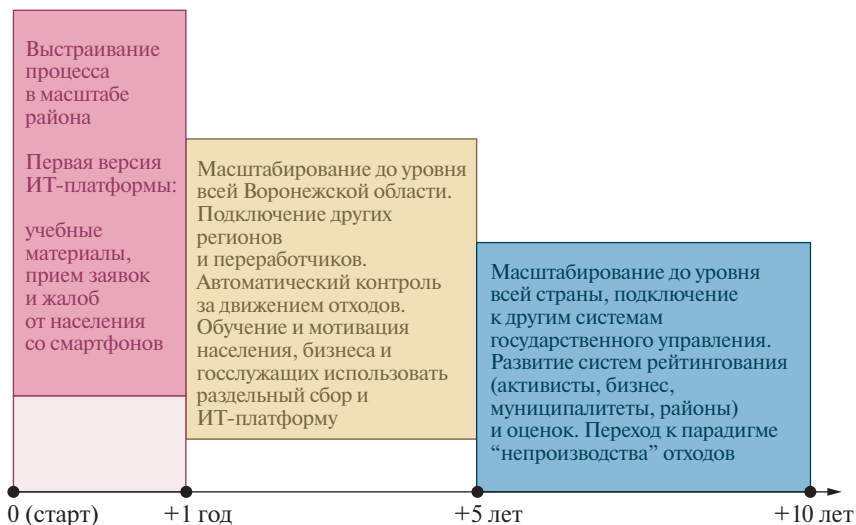 Выстраивание
процесса
в масштабе
района
Первая версия
ИТ-платформы:
учебные
материалы,
прием заявок
и жалоб
от населения
со смартфонов
Масштабирование до уровня
всей Воронежской области.
Подключение других
регионов
и переработчиков.
Автоматический контроль
за движением отходов.
Обучение и мотивация
населения, бизнеса и
госслужащих использовать
раздельный сбор и
ИТ-платформу
Масштабирование до уровня
всей страны, подключение
к другим системам
государственного управления.
Развитие систем рейтингования
(активисты, бизнес,
муниципалитеты, районы)
и оценок. Переход к парадигме
“непроизводства” отходов
0 (старт) +1 год +5 лет +10 лет